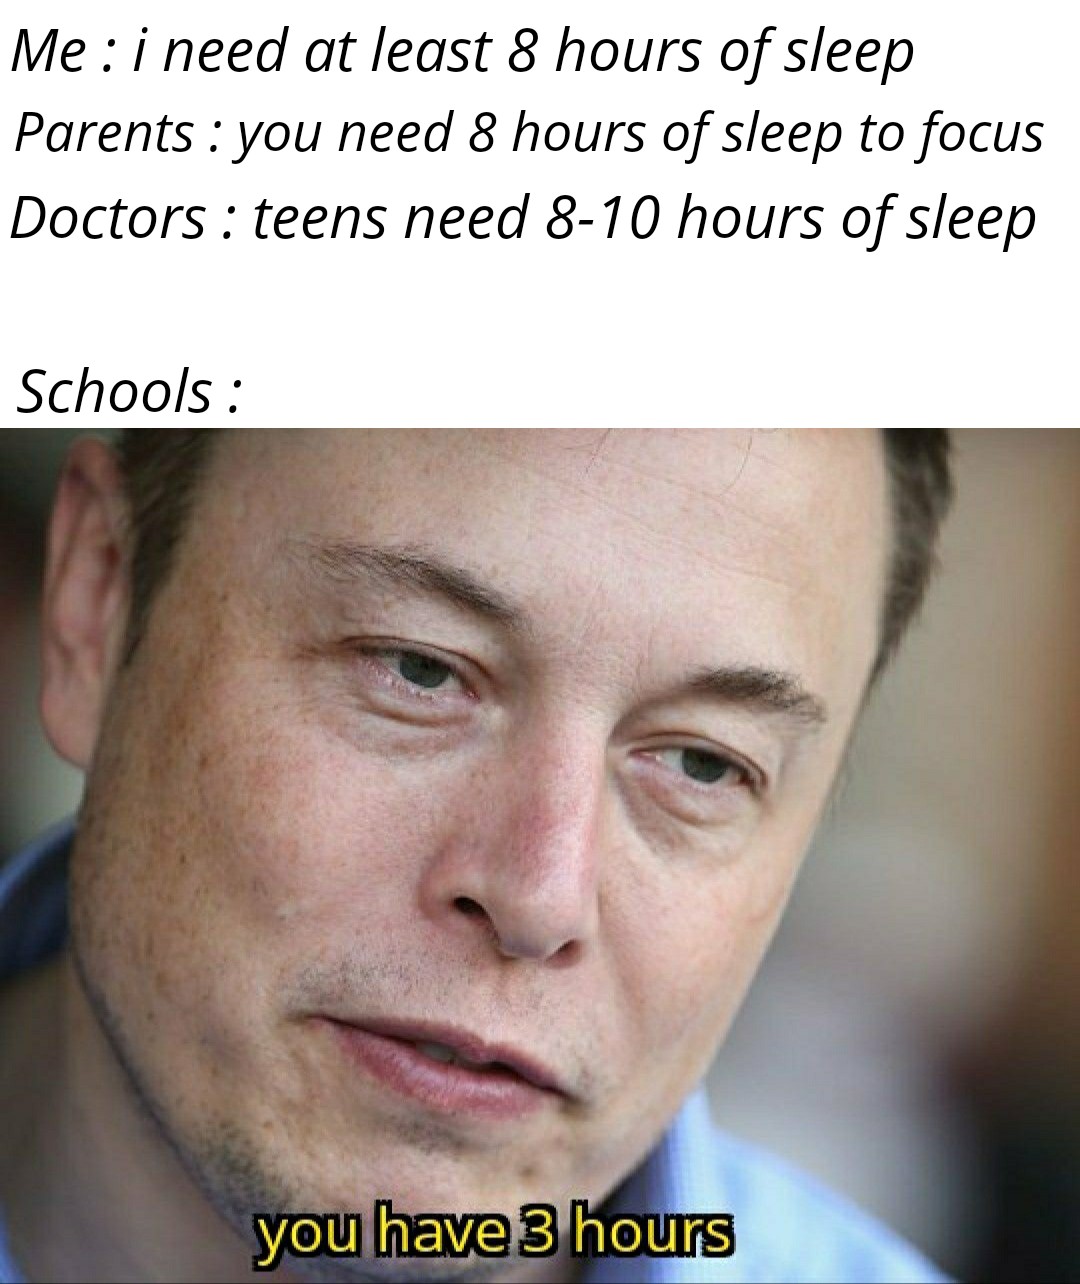 Me : i need at least 8 hours of sleep
Parents : you need 8 hours of sleep to focus
Doctors : teens need 8-10 hours of sleep
Schools :
you have 3 hours